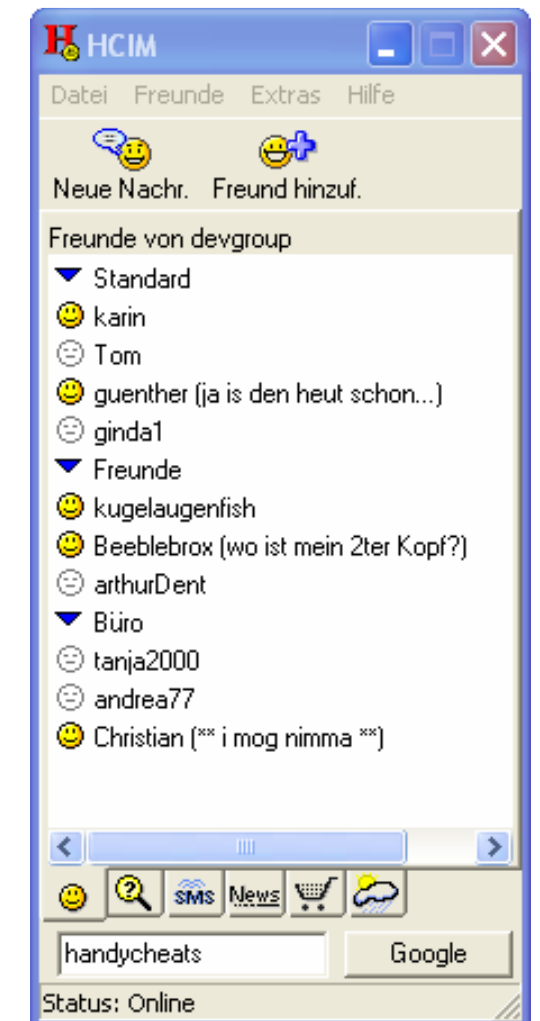 HCIM
Datei Freunde Extras Hilfe
Neue Nachr. Freund hinzuf.
Freunde von devgroup
Standard
karin
Tom
guenther (ja is den heut schon...)
ginda1
Freunde
kugelaugenfish
Beeblebrox (wo ist mein 2ter Kopf?)
arthurDent
Büro
tanja2000
andrea77
Christian (** i mog nimma **)
SMS News
handycheats Google
Status: Online